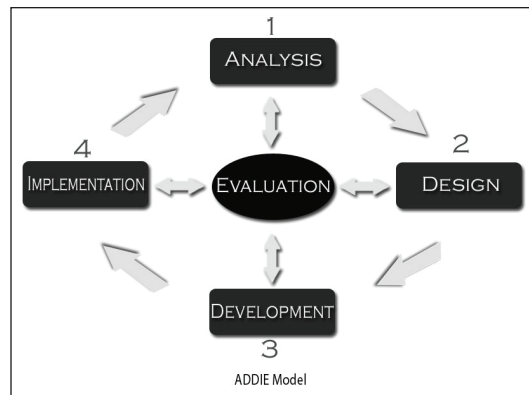 1
ANALYSIS
4
2
IMPLEMENTATION
EVALUATION
DESIGN
DEVELOPMENT
3
ADDIE Model